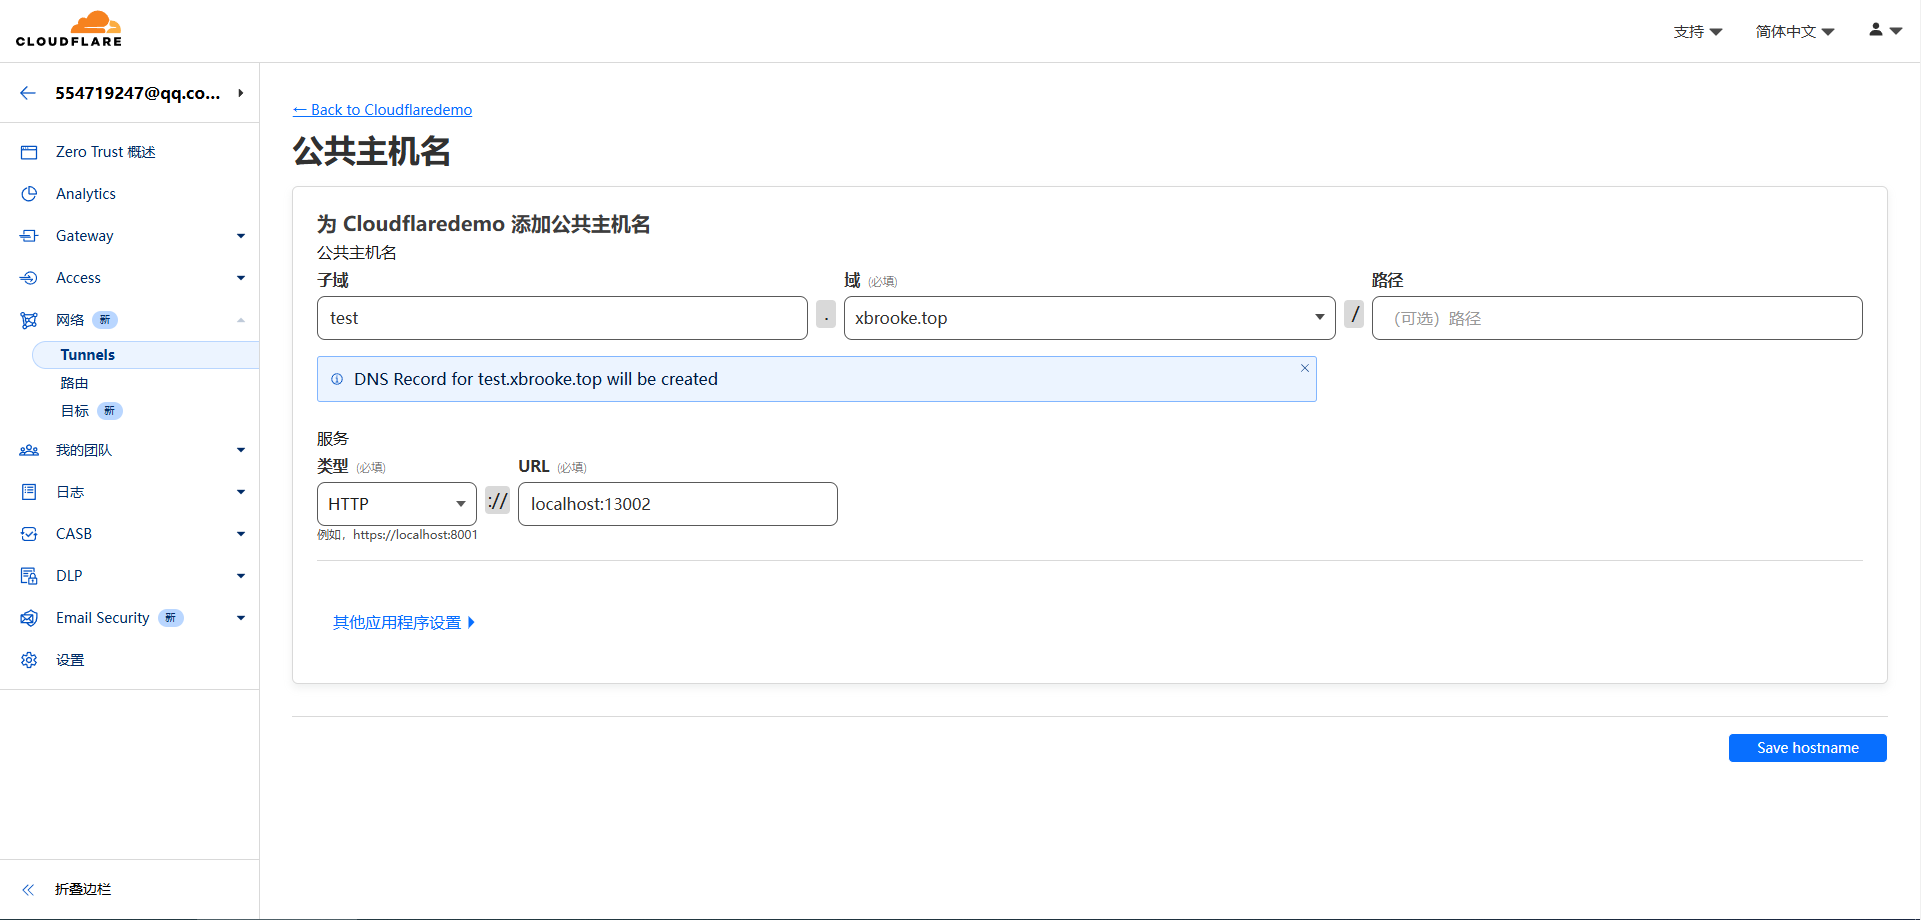 CLOUDFLARE
支持
简体中文
554719247@qq.co...
Zero Trust 概述
Analytics
Gateway
Access
网络 新
Tunnels
路由
目标 新
我的团队
日志
CASB
DLP
Email Security 新
设置
折叠边栏
← Back to Cloudflaredemo
公共主机名
为 Cloudflaredemo 添加公共主机名
公共主机名
子域 域 (必填) 路径
test . xbrooke.top / （可选）路径
DNS Record for test.xbrooke.top will be created
服务
类型 (必填) URL (必填)
HTTP :// localhost:13002
例如，https://localhost:8001
其他应用程序设置
Save hostname